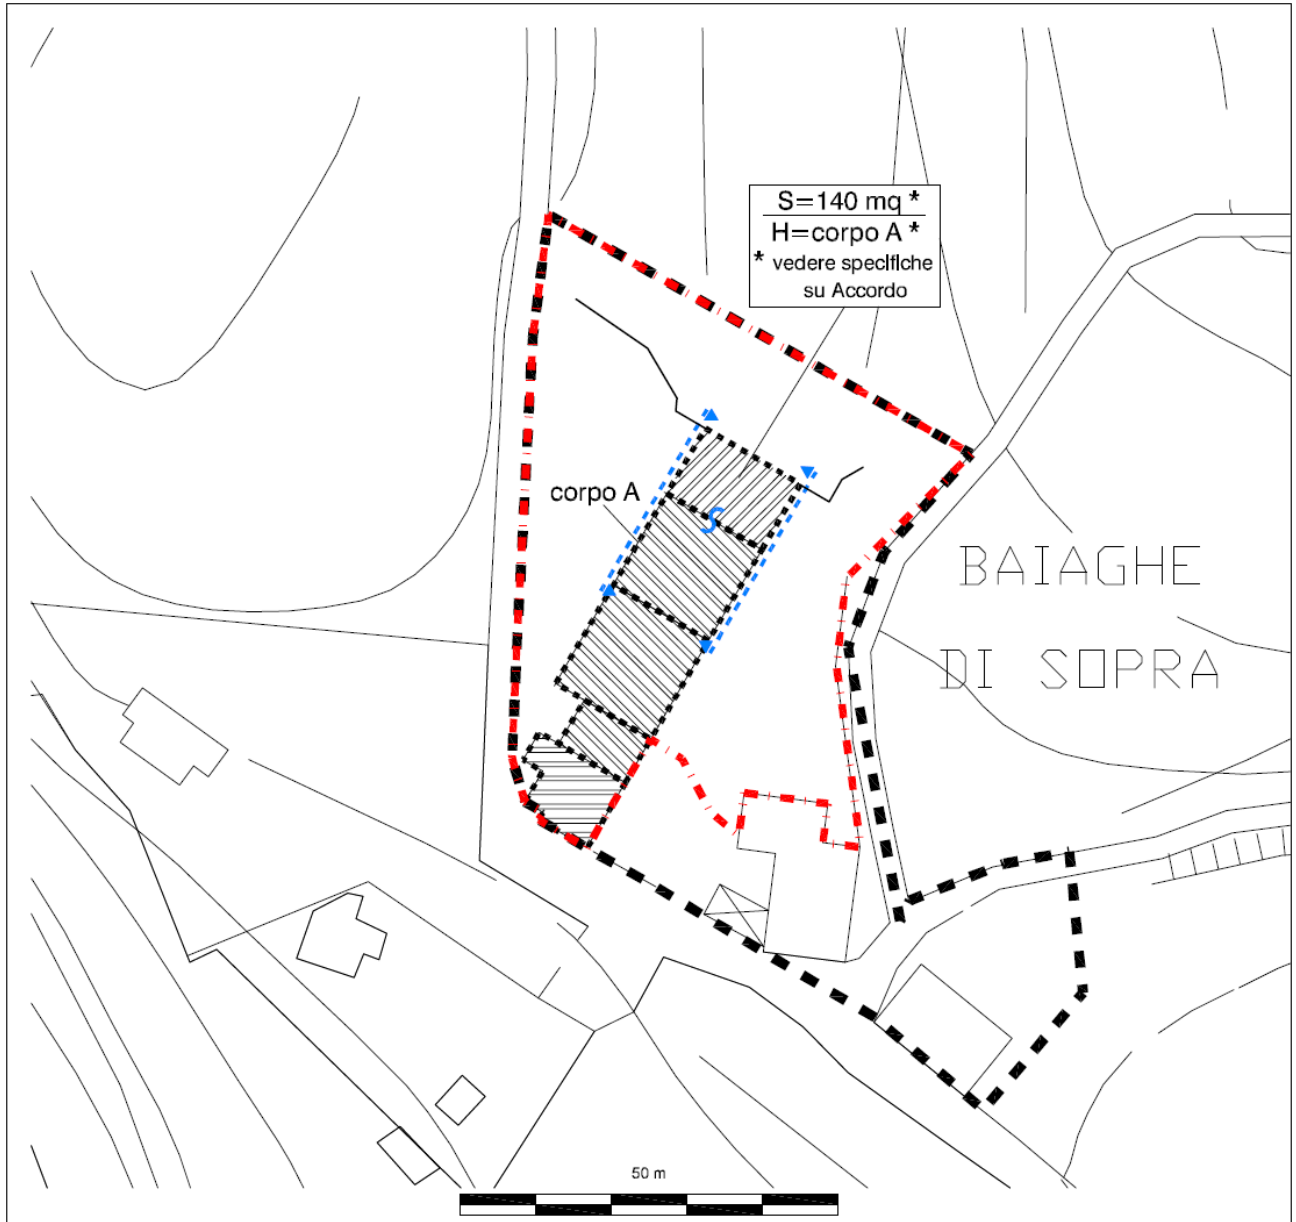 S=140 mq *
H=corpo A *
* vedere specifiche
su Accordo
corpo A
S
BAIAGHE
DI SOPRA
50 m